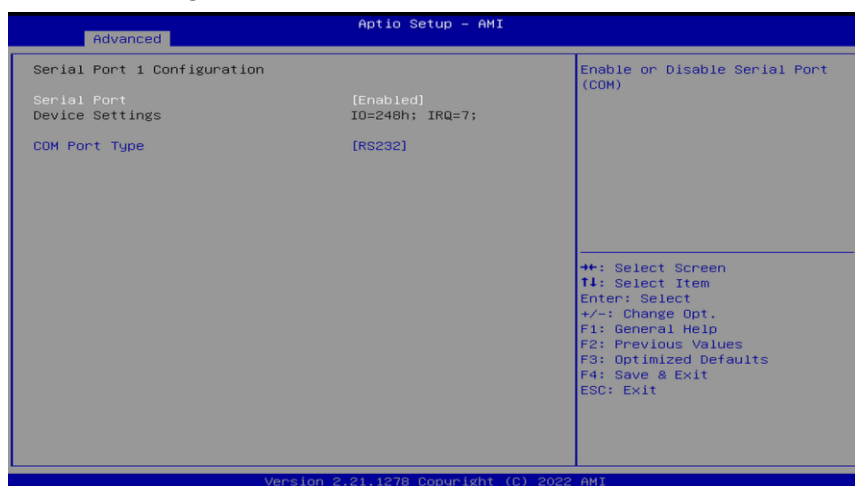 Aptio Setup – AMI
Advanced
Serial Port 1 Configuration
Serial Port [Enabled]
Device Settings IO=248h; IRQ=7;
COM Port Type [RS232]
Enable or Disable Serial Port
(COM)
→←: Select Screen
↑↓: Select Item
Enter: Select
+/-: Change Opt.
F1: General Help
F2: Previous Values
F3: Optimized Defaults
F4: Save & Exit
ESC: Exit
Version 2.21.1278 Copyright (C) 2022 AMI